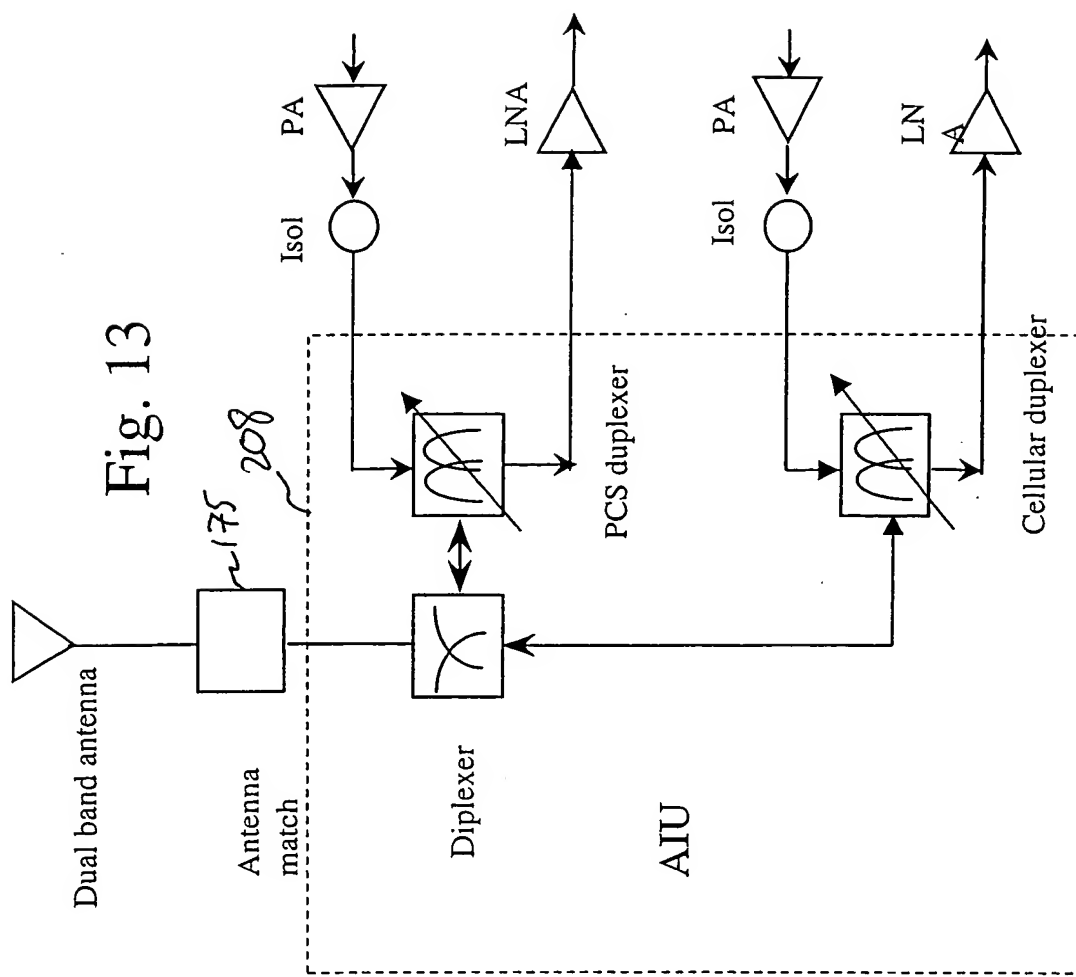 Fig. 13
Dual band antenna
175
Antenna
match
208
Diplexer
PCS duplexer
Isol
PA
LNA
AIU
Cellular duplexer
Isol
PA
LN
A